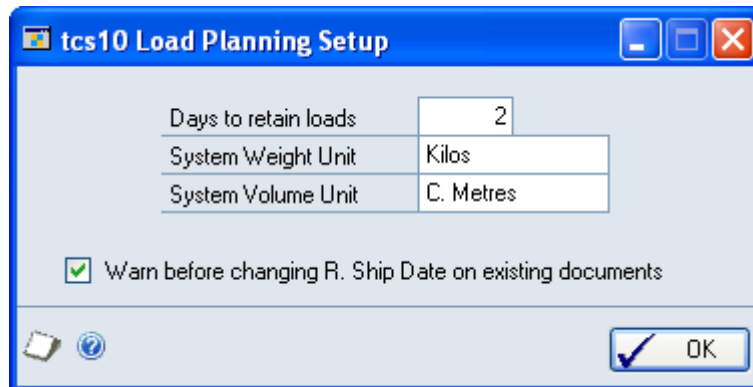 tcs10 Load Planning Setup
Days to retain loads 2
System Weight Unit Kilos
System Volume Unit C. Metres
Warn before changing R. Ship Date on existing documents
OK